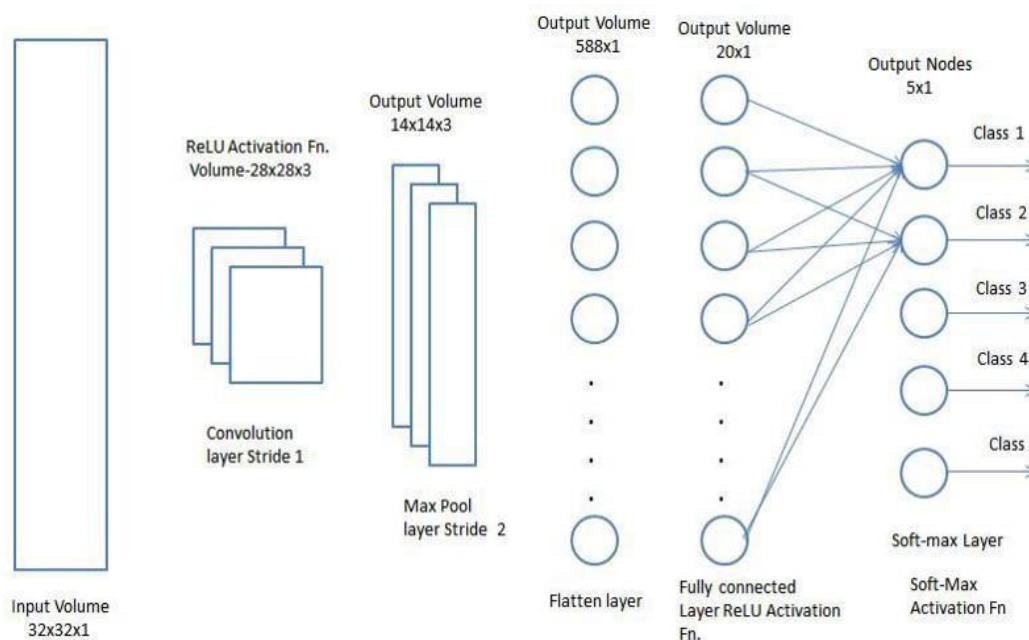 Input Volume
32x32x1
ReLU Activation Fn.
Volume-28x28x3
Convolution
layer Stride 1
Output Volume
14x14x3
Max Pool
layer Stride 2
Output Volume
588x1
Flatten layer
Output Volume
20x1
Fully connected
Layer ReLU Activation
Fn.
Output Nodes
5x1
Class 1
Class 2
Class 3
Class 4
Class
Soft-max Layer
Soft-Max
Activation Fn